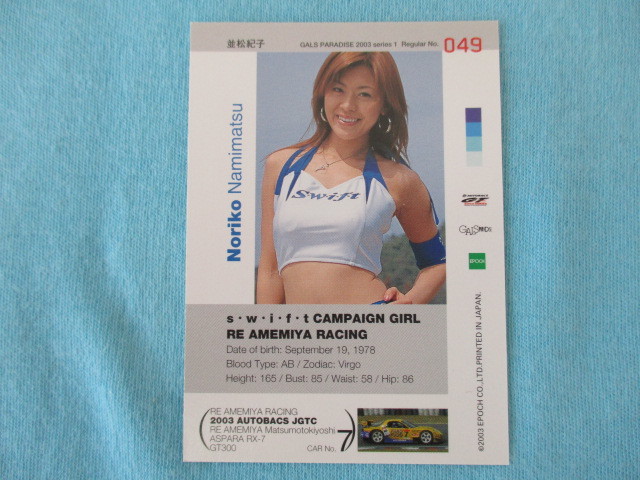 並松紀子
GALS PARADISE 2003 series 1 Regular No. 049
Noriko Namimatsu
Swift
GT
GALS PARADISE
EPOCH
s・w・i・f・t CAMPAIGN GIRL
RE AMEMIYA RACING
Date of birth: September 19, 1978
Blood Type: AB / Zodiac: Virgo
Height: 165 / Bust: 85 / Waist: 58 / Hip: 86
RE AMEMIYA RACING
2003 AUTOBACS JGTC
RE AMEMIYA Matsumotokiyoshi
ASPARA RX-7
GT300
CAR No. 7
©2003 EPOCH CO.,LTD.PRINTED IN JAPAN.